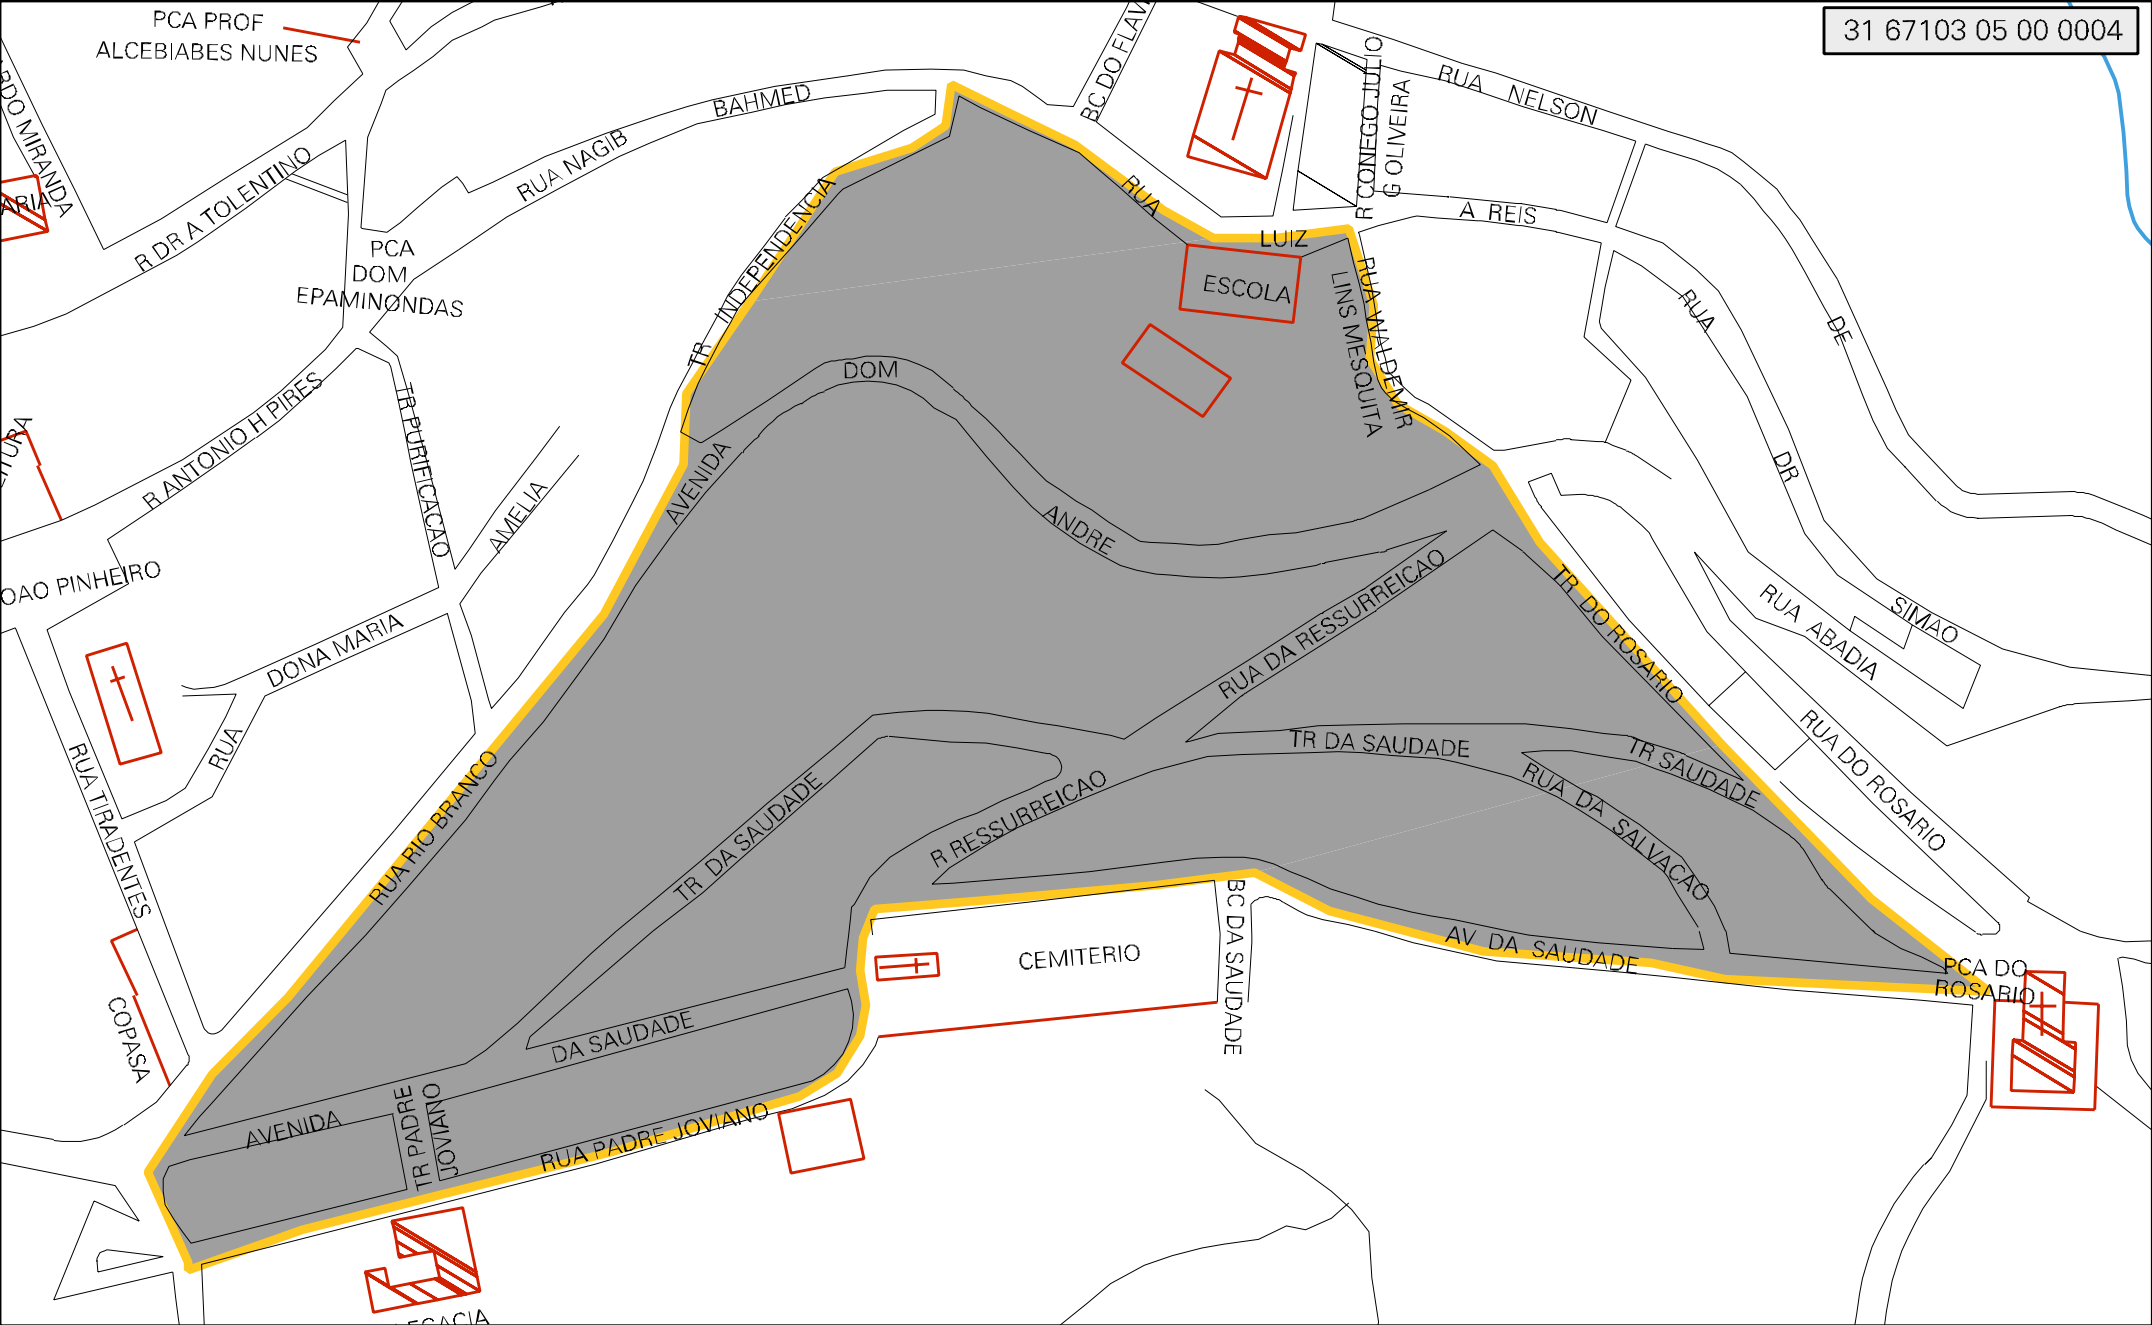 31 67103 05 00 0004
PCA PROF
ALCEBIABES NUNES
BAHMED
RUA NAGIB
BC DO FLAV
R CONEGO JULIO
G OLIVEIRA
RUA NELSON
DE
A REIS
RUA
DR
SIMAO
ARDO MIRANDA
ARIA
R DR A TOLENTINO
PCA
DOM
EPAMINONDAS
TR INDEPENDENCIA
RUA
LUIZ
ESCOLA
RUA WALDEMIR
LINS MESQUITA
DOM
AVENIDA
ANDRE
R ANTONIO H PIRES
TR PURIFICACAO
AMELIA
OAO PINHEIRO
DONA MARIA
RUA
RUA TIRADENTES
RUA RIO BRANCO
RUA DA RESSURREICAO
TR DO ROSARIO
RUA ABADIA
RUA DO ROSARIO
TR DA SAUDADE
TR SAUDADE
TR DA SAUDADE
R RESSURREICAO
RUA DA SALVACAO
BC DA SAUDADE
AV DA SAUDADE
CEMITERIO
PCA DO
ROSARIO
COPASA
DA SAUDADE
AVENIDA
TR PADRE
JOVIANO
RUA PADRE JOVIANO